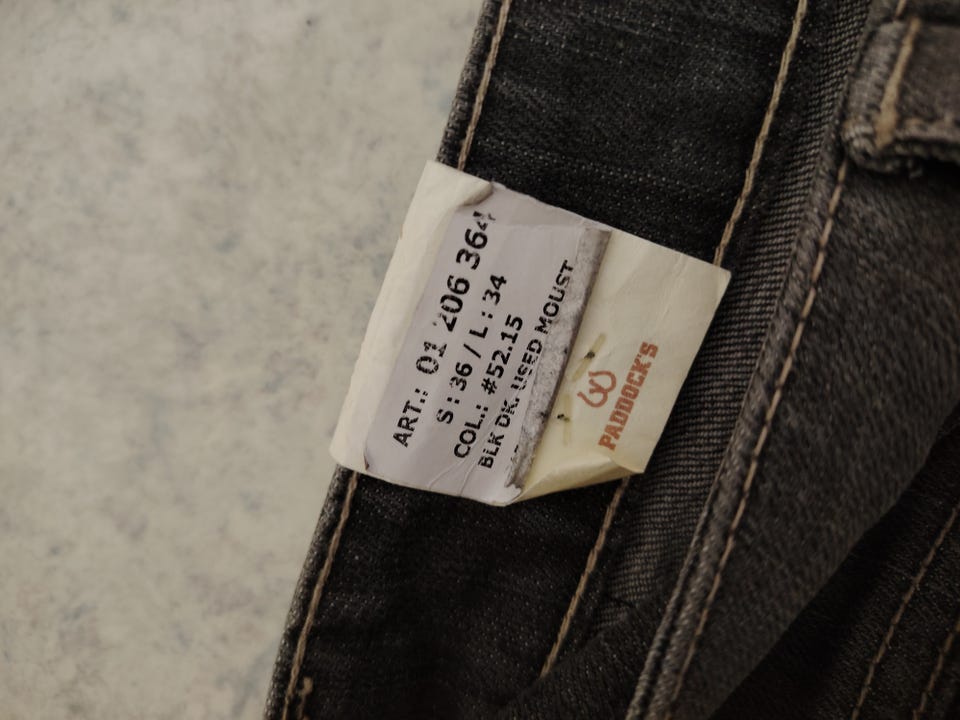 ART.: 01 206 364
S : 36 / L : 34
COL.: #52.15
BLK DK. USED MOUST
PADDOCK'S